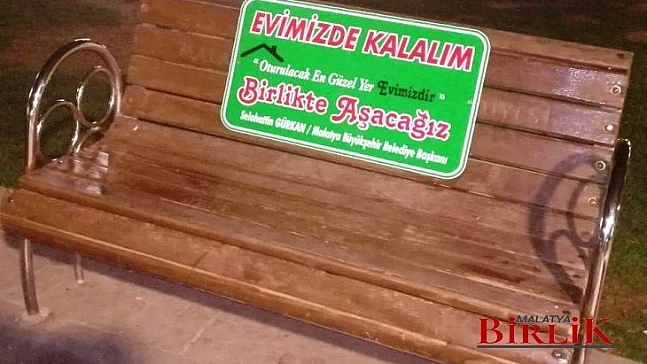 EVİMİZDE KALALIM
“Oturulacak En Güzel Yer Evimizdir„
Birlikte Aşacağız
Selahattin GÜRKAN / Malatya Büyükşehir Belediye Başkanı
MALATYA
BİRLİK